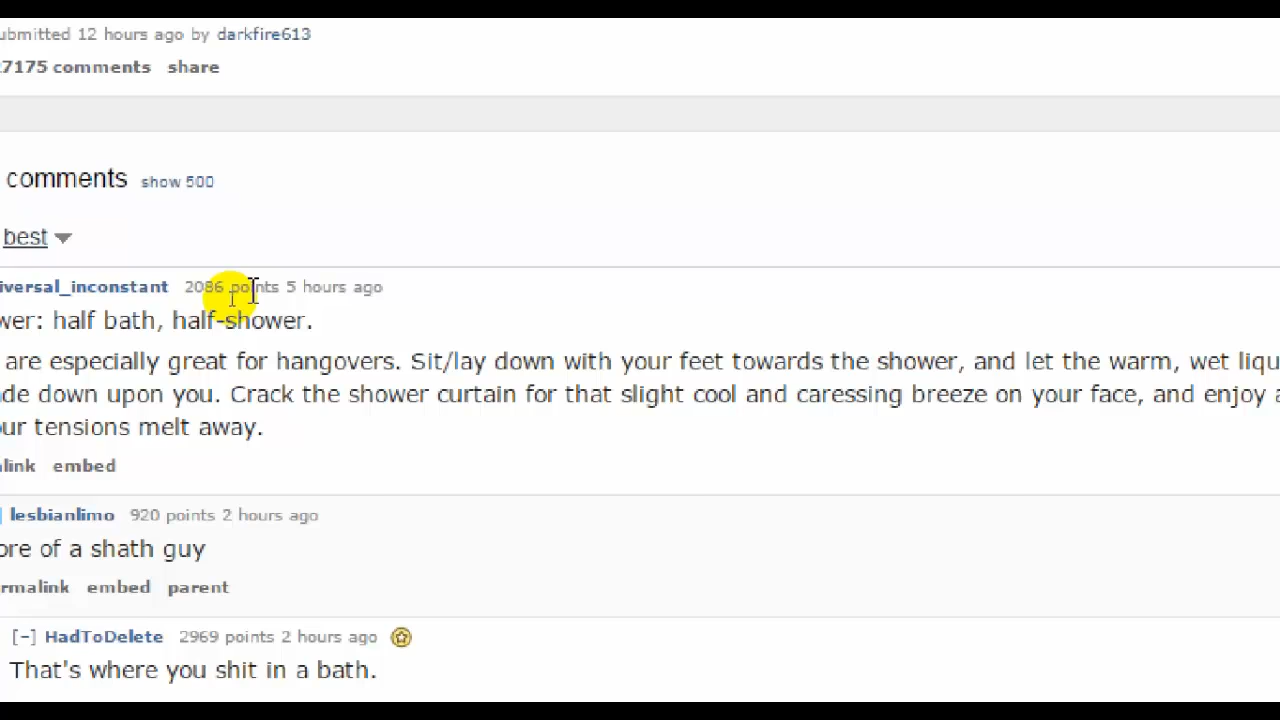 ubmitted 12 hours ago by darkfire613
27175 comments share
comments show 500
best
iversal_inconstant 2086 points 5 hours ago
wer: half bath, half-shower.
are especially great for hangovers. Sit/lay down with your feet towards the shower, and let the warm, wet liqu
de down upon you. Crack the shower curtain for that slight cool and caressing breeze on your face, and enjoy a
ur tensions melt away.
link embed
lesbianlimo 920 points 2 hours ago
ore of a shath guy
rmalink embed parent
[–] HadToDelete 2969 points 2 hours ago
That's where you shit in a bath.